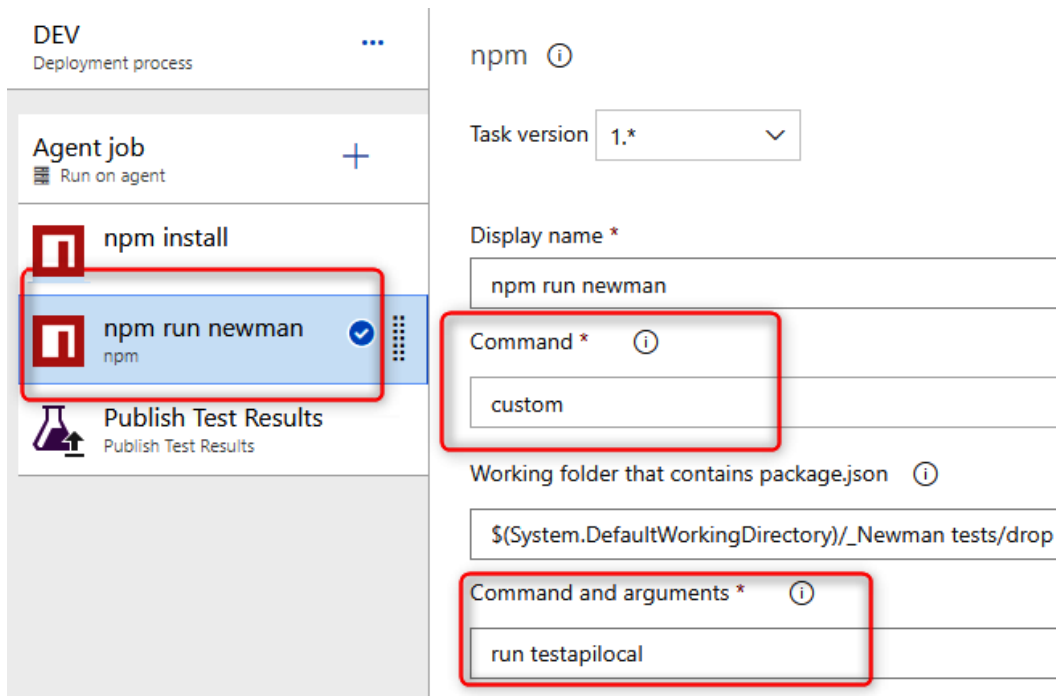 DEV
Deployment process
Agent job
Run on agent
npm install
npm run newman
npm
Publish Test Results
Publish Test Results
npm
Task version 1.*
Display name *
npm run newman
Command *
custom
Working folder that contains package.json
$(System.DefaultWorkingDirectory)/_Newman tests/drop
Command and arguments *
run testapilocal